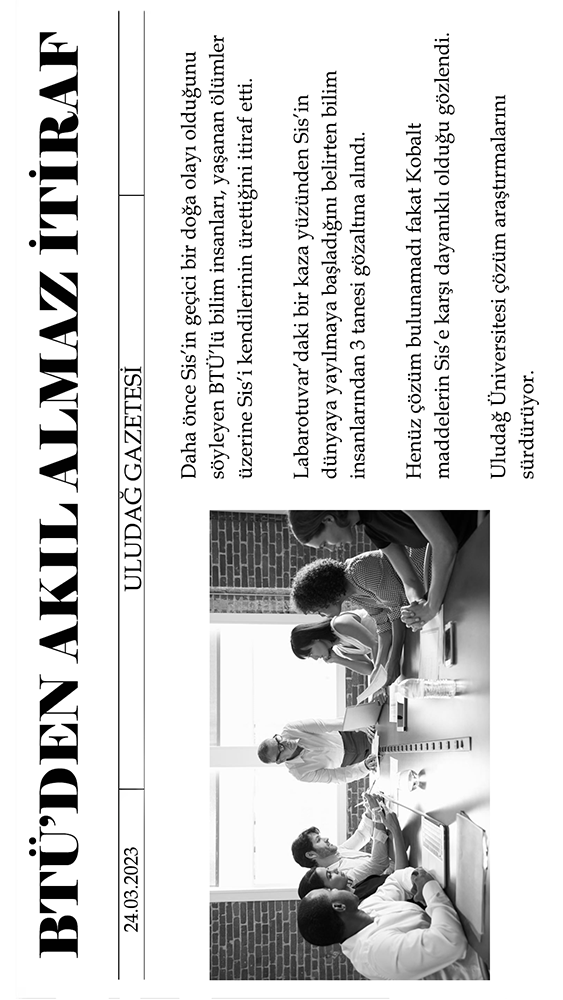 BTÜ'DEN AKIL ALMAZ İTİRAF
24.03.2023
ULUDAĞ GAZETESİ
Daha önce Sis'in geçici bir doğa olayı olduğunu
söyleyen BTÜ'lü bilim insanları, yaşanan ölümler
üzerine Sis'i kendilerinin ürettiğini itiraf etti.
Labarotuvar'daki bir kaza yüzünden Sis'in
dünyaya yayılmaya başladığını belirten bilim
insanlarından 3 tanesi gözaltına alındı.
Henüz çözüm bulunamadı fakat Kobalt
maddelerin Sis'e karşı dayanıklı olduğu gözlendi.
Uludağ Üniversitesi çözüm araştırmalarını
sürdürüyor.